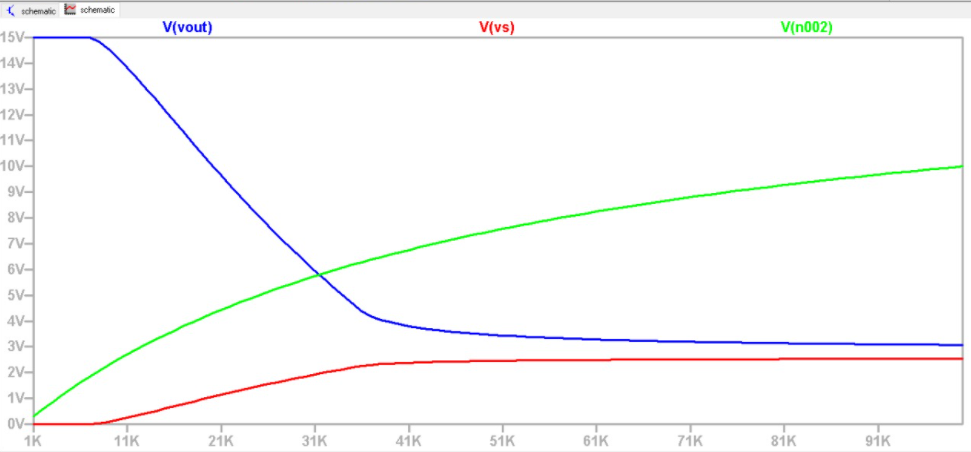 schematic schematic
V(vout) V(vs) V(n002)
15V
14V
13V
12V
11V
10V
9V
8V
7V
6V
5V
4V
3V
2V
1V
0V
1K 11K 21K 31K 41K 51K 61K 71K 81K 91K